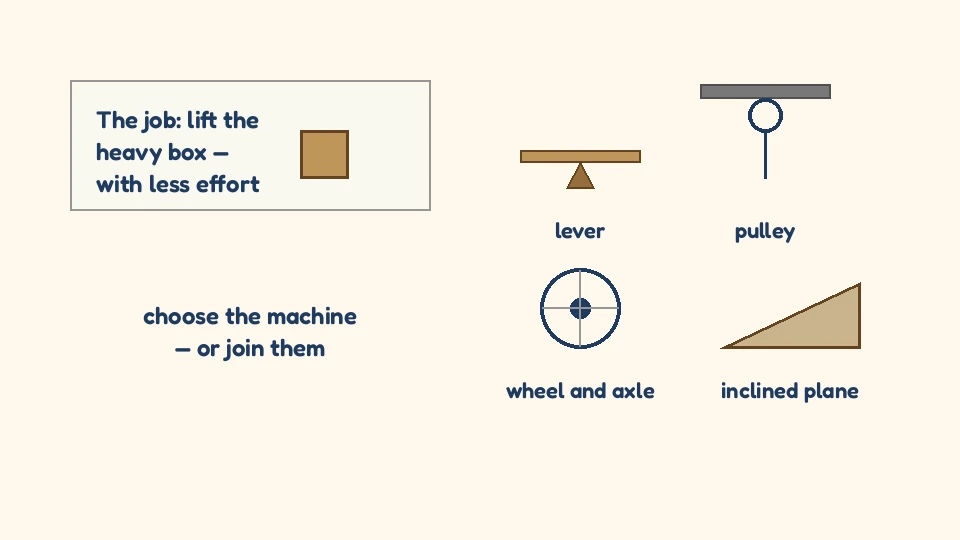 The job: lift the
heavy box –
with less effort
choose the machine
– or join them
lever
pulley
wheel and axle
inclined plane